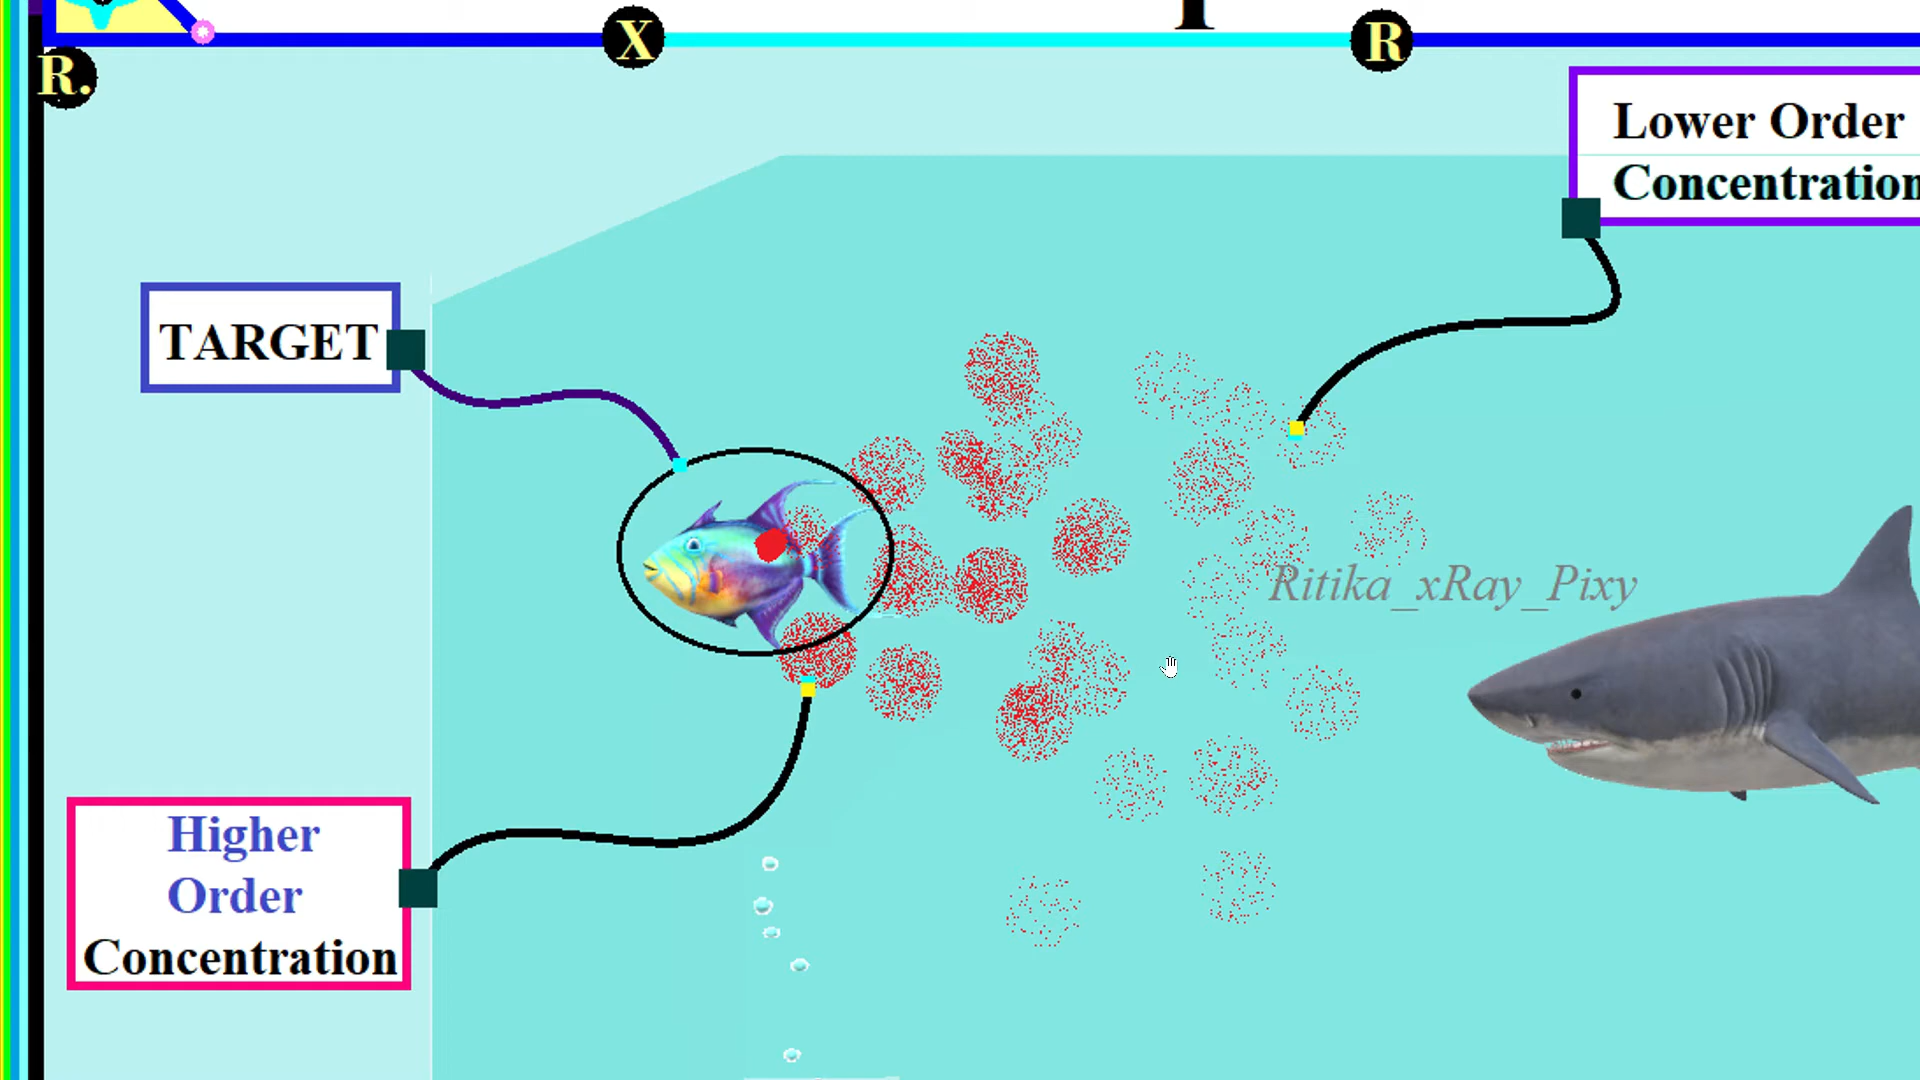 X
R
R.
Lower Order
Concentration
TARGET
Ritika_xRay_Pixy
Higher
Order
Concentration